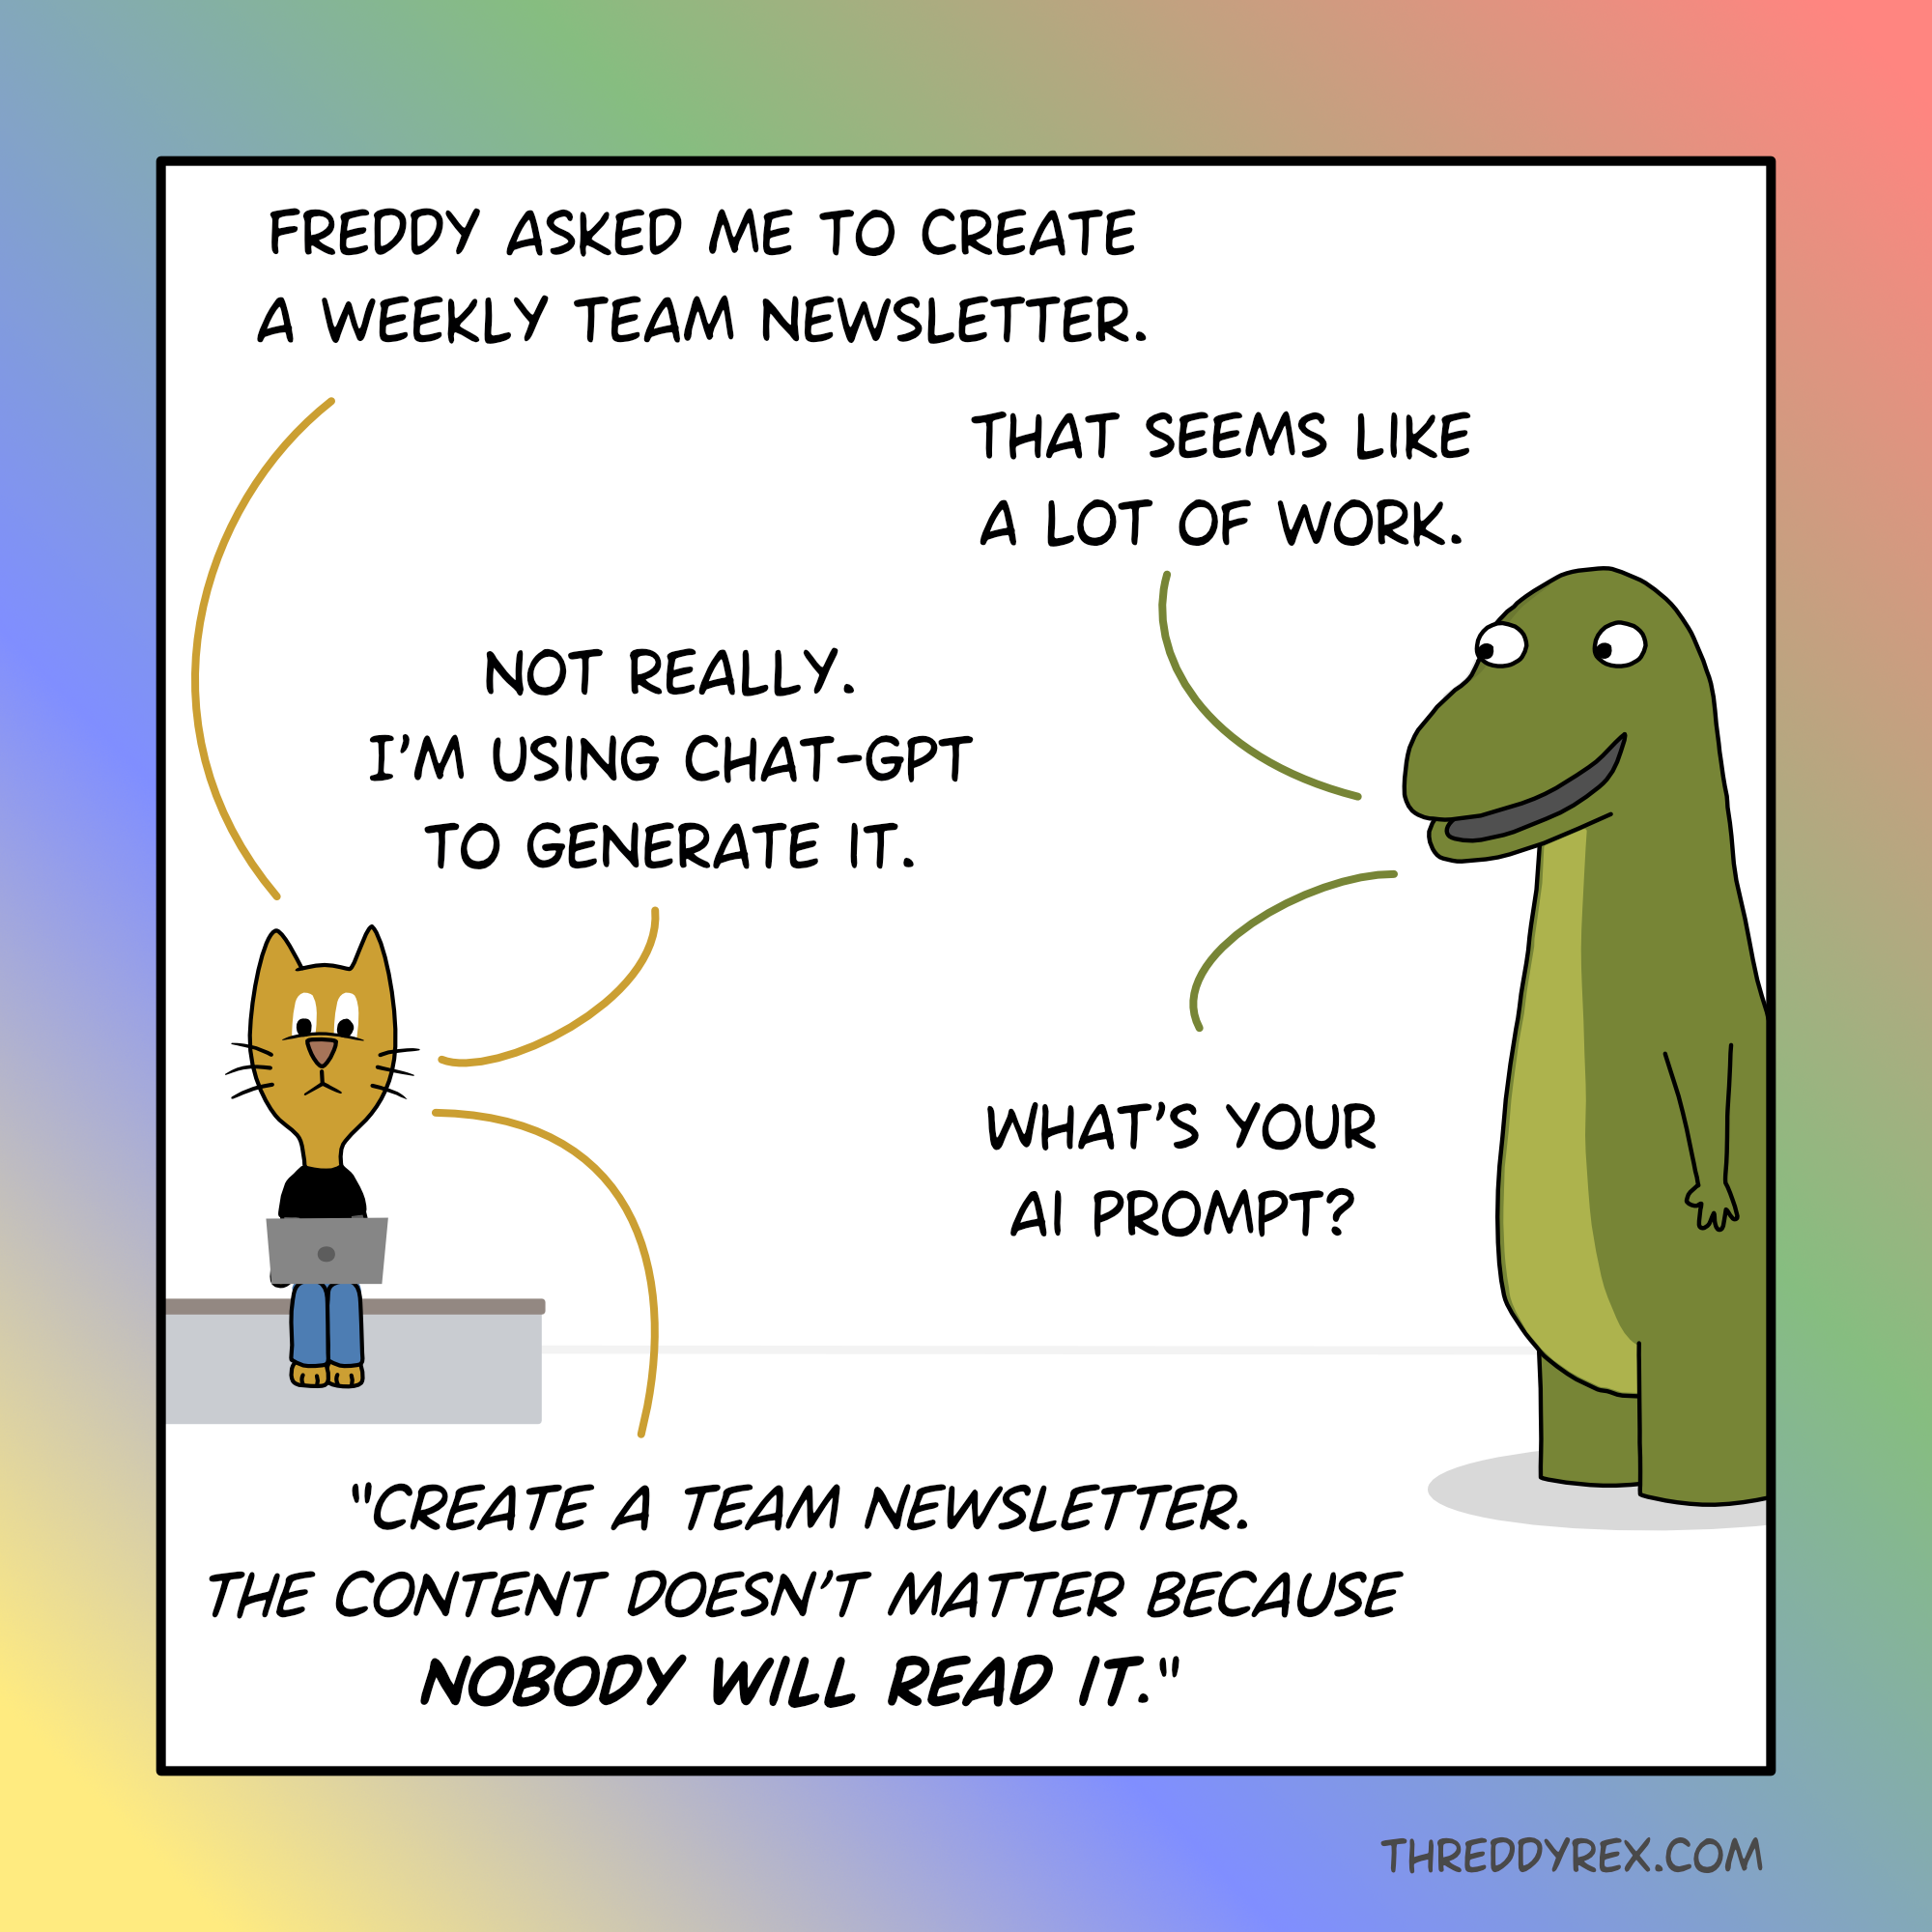 FREDDY ASKED ME TO CREATE
A WEEKLY TEAM NEWSLETTER.
THAT SEEMS LIKE
A LOT OF WORK.
NOT REALLY.
I'M USING CHAT-GPT
TO GENERATE IT.
WHAT'S YOUR
AI PROMPT?
"CREATE A TEAM NEWSLETTER.
THE CONTENT DOESN'T MATTER BECAUSE
NOBODY WILL READ IT."
THREDDYREX.COM